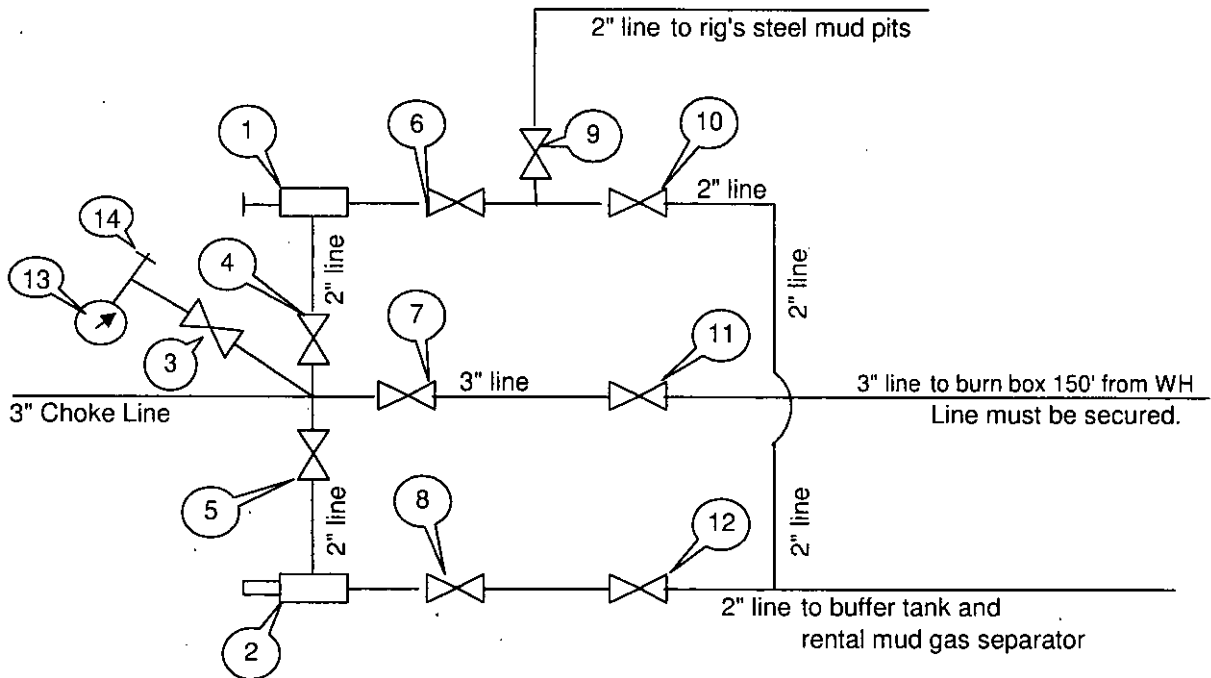 2" line to rig's steel mud pits
1
6
9
10
2" line
14
13
4
2" line
2" line
3
7
3" line
11
3" line to burn box 150' from WH
3" Choke Line
Line must be secured.
5
2" line
8
12
2" line
2
2" line to buffer tank and
rental mud gas separator